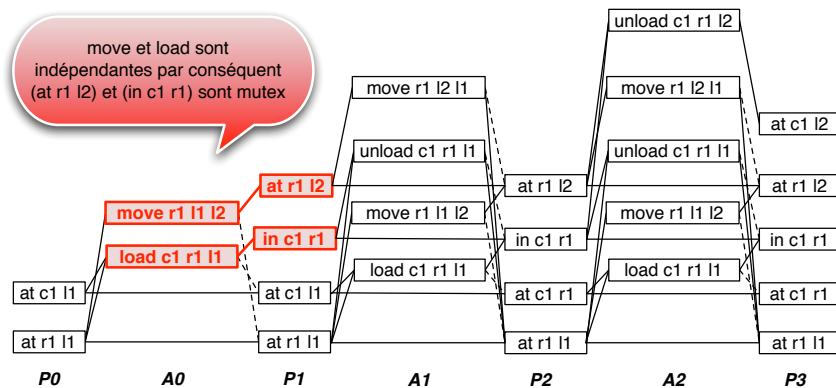 move et load sont
indépendantes par conséquent
(at r1 l2) et (in c1 r1) sont mutex
unload c1 r1 l2
move r1 l2 l1
move r1 l2 l1
at c1 l2
unload c1 r1 l1
unload c1 r1 l1
at r1 l2
at r1 l2
at r1 l2
move r1 l1 l2
move r1 l1 l2
move r1 l1 l2
in c1 r1
in c1 r1
in c1 r1
load c1 r1 l1
load c1 r1 l1
load c1 r1 l1
at c1 l1
at c1 l1
at c1 r1
at c1 r1
at r1 l1
at r1 l1
at r1 l1
at r1 l1
P0
A0
P1
A1
P2
A2
P3